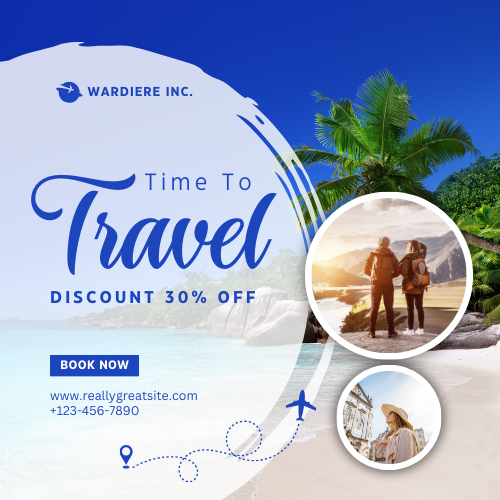 WARDIERE INC.
Time To
Travel
DISCOUNT 30% OFF
BOOK NOW
www.reallygreatsite.com
+123-456-7890